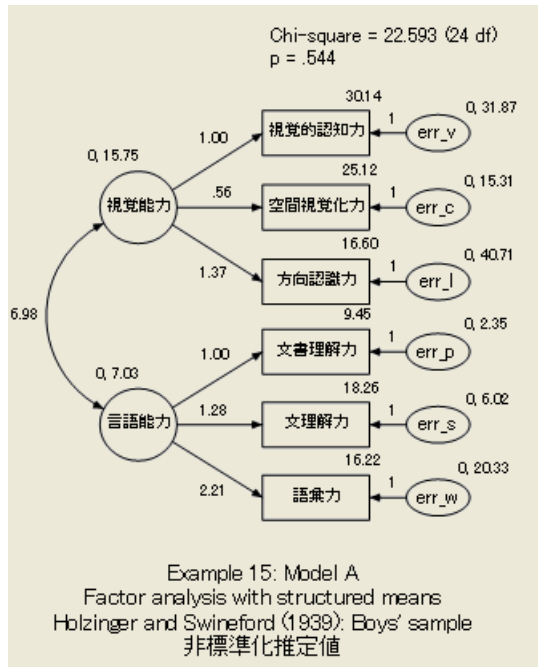 Chi-square = 22.593 (24 df)
p = .544
30.14
0, 31.87
1.00
視覚的認知力
1
err_v
0, 15.75
25.12
0, 15.31
視覚能力
.56
空間視覚化力
1
err_c
16.60
0, 40.71
1.37
方向認識力
1
err_l
6.98
9.45
0, 2.35
1.00
文書理解力
1
err_p
0, 7.03
18.26
0, 6.02
言語能力
1.28
文理解力
1
err_s
16.22
0, 20.33
2.21
語彙力
1
err_w
Example 15: Model A
Factor analysis with structured means
Holzinger and Swineford (1939): Boys' sample
非標準化推定値